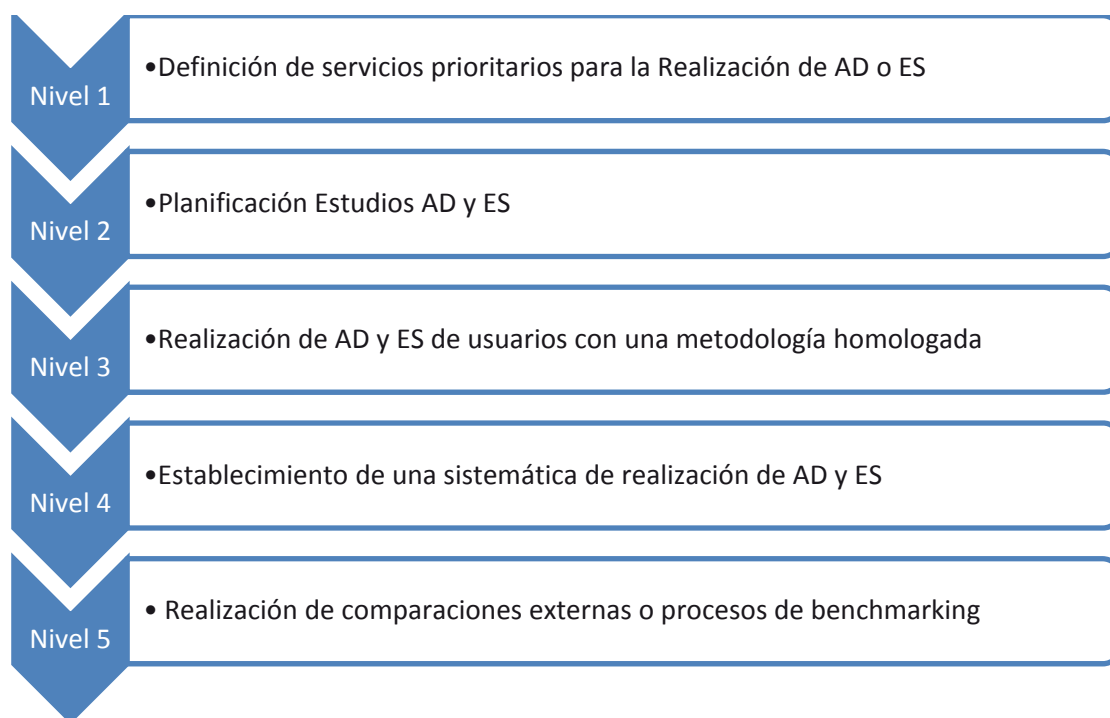 Nivel 1
•Definición de servicios prioritarios para la Realización de AD o ES
Nivel 2
•Planificación Estudios AD y ES
Nivel 3
•Realización de AD y ES de usuarios con una metodología homologada
Nivel 4
•Establecimiento de una sistemática de realización de AD y ES
Nivel 5
• Realización de comparaciones externas o procesos de benchmarking